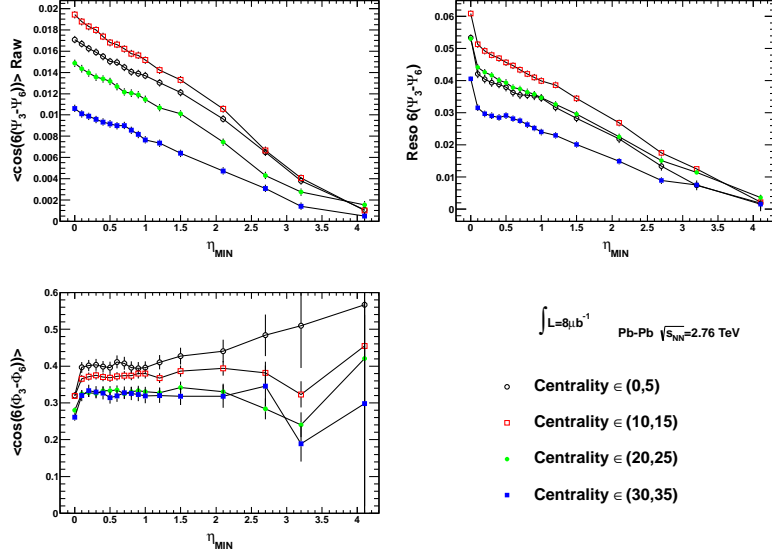 <cos(6(Ψ3-Ψ6))> Raw
0.02
0.018
0.016
0.014
0.012
0.01
0.008
0.006
0.004
0.002
0
0 0.5 1 1.5 2 2.5 3 3.5 4
ηMIN
Reso 6(Ψ3-Ψ6)
0.06
0.05
0.04
0.03
0.02
0.01
0
0 0.5 1 1.5 2 2.5 3 3.5 4
ηMIN
<cos(6(Φ3-Φ6))>
0.6
0.5
0.4
0.3
0.2
0.1
0
0 0.5 1 1.5 2 2.5 3 3.5 4
ηMIN
∫L=8μb⁻¹ Pb-Pb √sNN=2.76 TeV
Centrality ∈ (0,5)
Centrality ∈ (10,15)
Centrality ∈ (20,25)
Centrality ∈ (30,35)